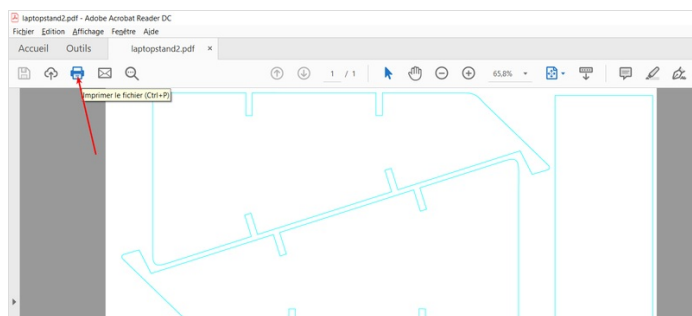 laptopstand2.pdf - Adobe Acrobat Reader DC
Fichier Edition Affichage Fenêtre Aide
Accueil Outils laptopstand2.pdf ×
1 / 1 65,8%
Imprimer le fichier (Ctrl+P)